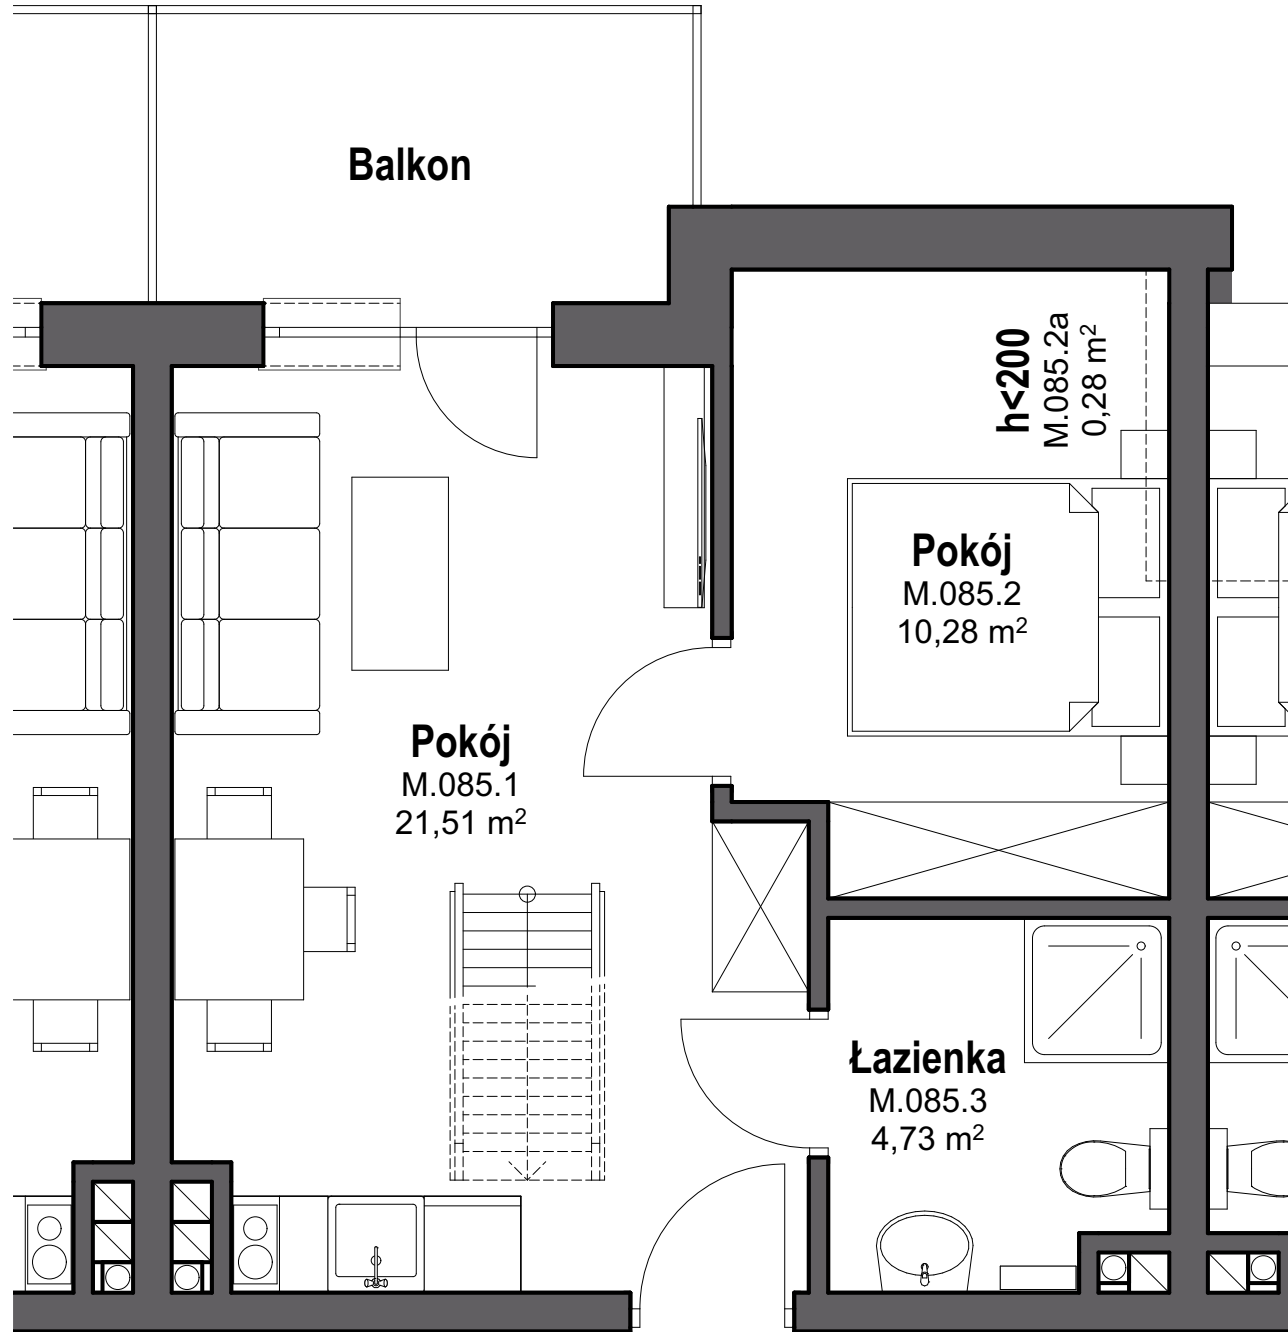 Balkon
h<200
M.085.2a
0,28 m²
Pokój
M.085.2
10,28 m²
Pokój
M.085.1
21,51 m²
Łazienka
M.085.3
4,73 m²